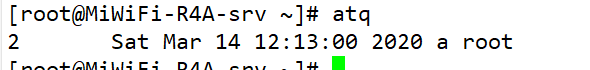 [root@MiWiFi-R4A-srv ~]# atq
2       Sat Mar 14 12:13:00 2020 a root
[root@MiWiFi-R4A-srv ~]#